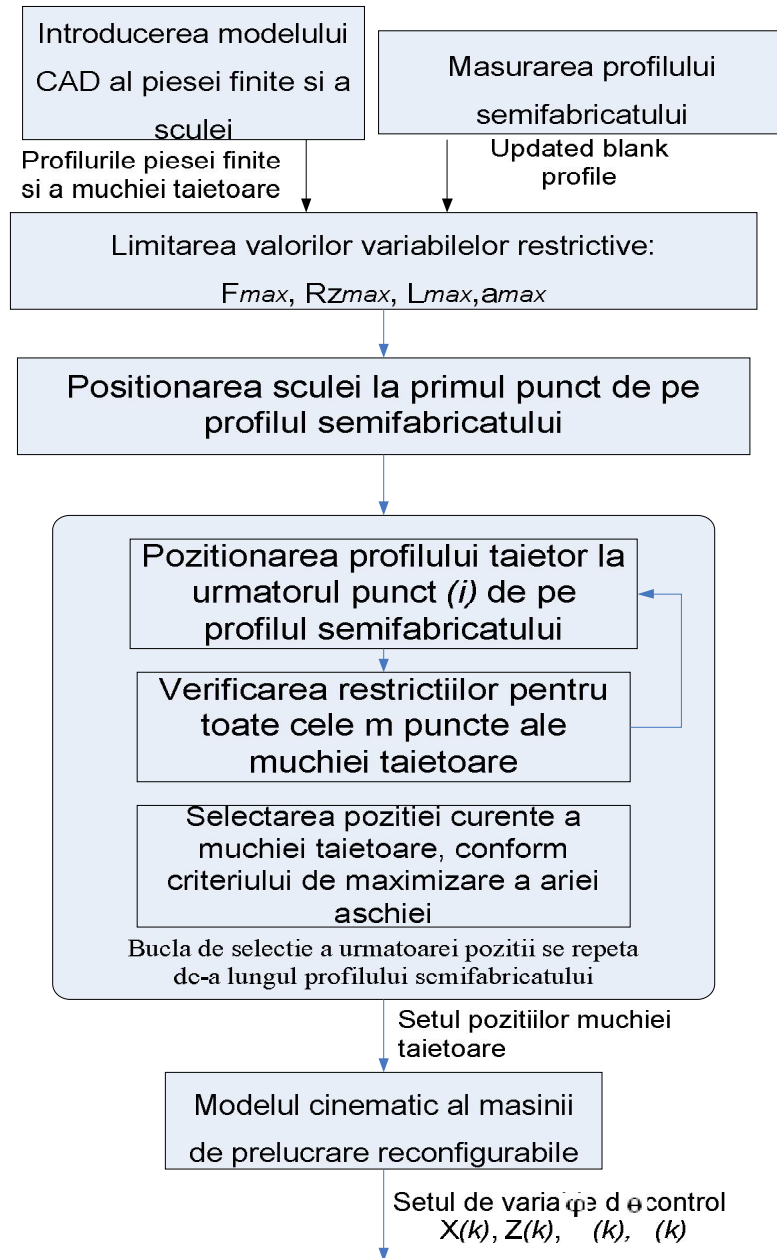 Introducerea modelului
CAD al piesei finite si a
sculei
Masurarea profilului
semifabricatului
Profilurile piesei finite
si a muchiei taietoare
Updated blank
profile
Limitarea valorilor variabilelor restrictive:
Fmax, Rzmax, Lmax,amax
Positionarea sculei la primul punct de pe
profilul semifabricatului
Pozitionarea profilului taietor la
urmatorul punct (i) de pe
profilul semifabricatului
Verificarea restrictiilor pentru
toate cele m puncte ale
muchiei taietoare
Selectarea pozitiei curente a
muchiei taietoare, conform
criteriului de maximizare a ariei
aschiei
Bucla de selectie a urmatoarei pozitii se repeta
de-a lungul profilului semifabricatului
Setul pozitiilor muchiei
taietoare
Modelul cinematic al masinii
de prelucrare reconfigurabile
Setul de φ θ control
X(k), Z(k), (k), (k)